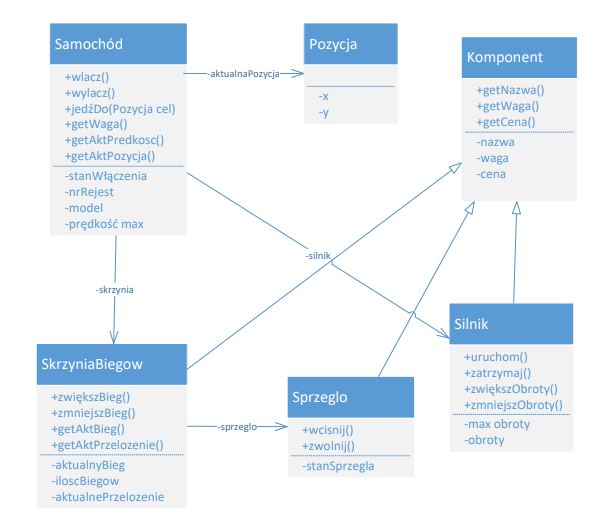 Samochód
+wlacz()
+wylacz()
+jedźDo(Pozycja cel)
+getWaga()
+getAktPredkosc()
+getAktPozycja()
-stanWłączenia
-nrRejest
-model
-prędkość max
-aktualnaPozycja
Pozycja
-x
-y
Komponent
+getNazwa()
+getWaga()
+getCena()
-nazwa
-waga
-cena
-silnik
-skrzynia
SkrzyniaBiegow
+zwiększBieg()
+zmniejszBieg()
+getAktBieg()
+getAktPrzelozenie()
-aktualnyBieg
-iloscBiegow
-aktualnePrzelozenie
-sprzeglo
Sprzeglo
+wcisnij()
+zwolnij()
-stanSprzegla
Silnik
+uruchom()
+zatrzymaj()
+zwiększObroty()
+zmniejszObroty()
-max obroty
-obroty